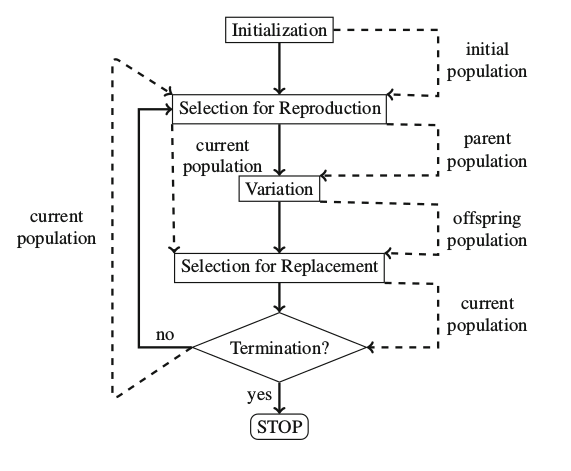 Initialization
initial
population
Selection for Reproduction
current
population
parent
population
Variation
current
population
offspring
population
Selection for Replacement
current
population
no
Termination?
yes
STOP